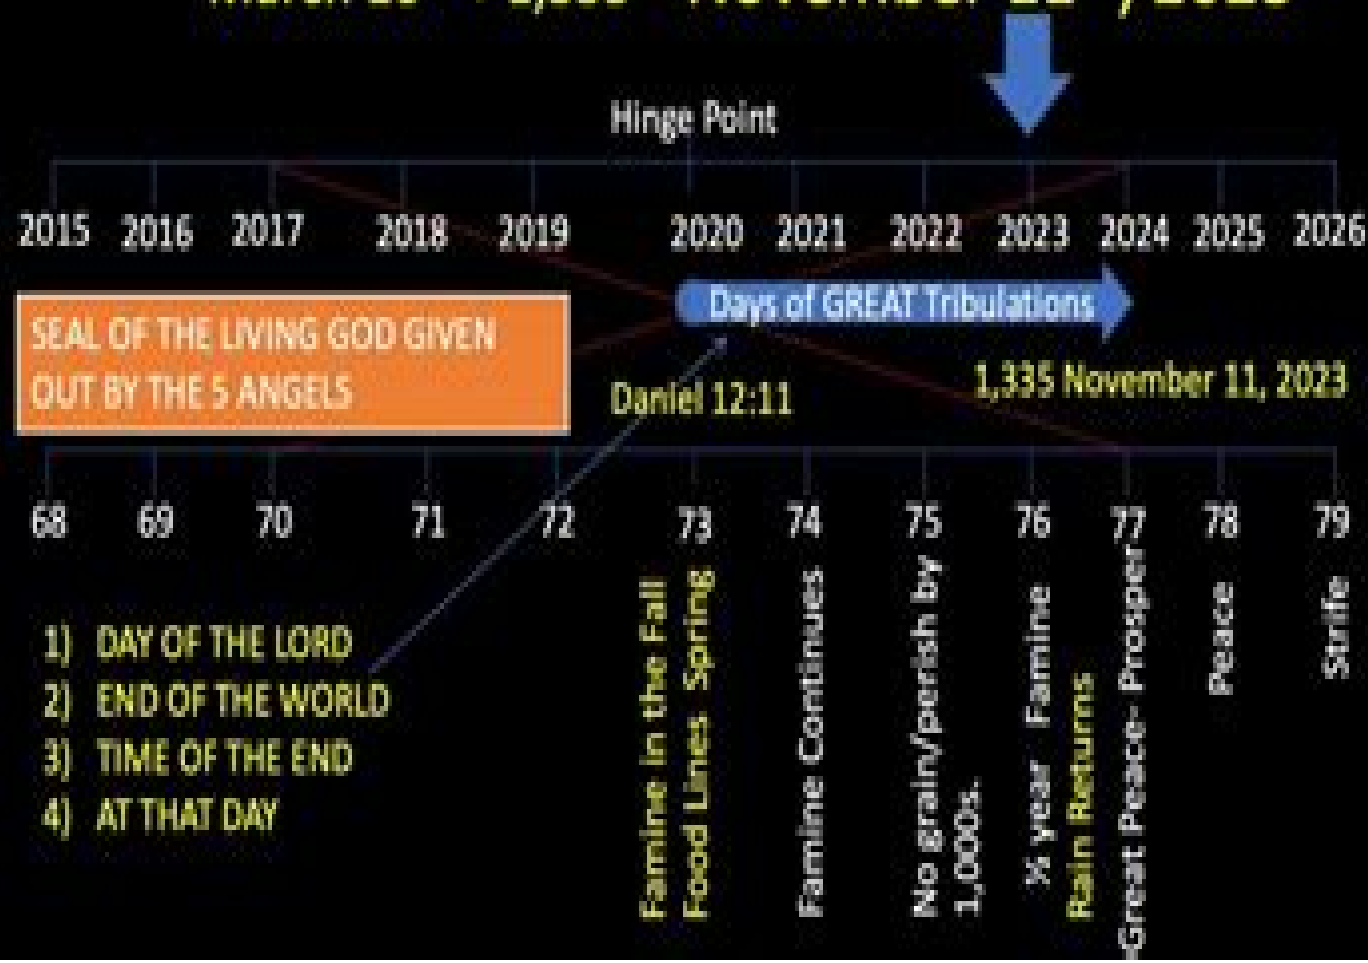 Hinge Point
2015 2016 2017 2018 2019 2020 2021 2022 2023 2024 2025 2026
Days of GREAT Tribulations
SEAL OF THE LIVING GOD GIVEN
OUT BY THE 5 ANGELS
Daniel 12:11
1,335 November 11, 2023
68 69 70 71 72 73 74 75 76 77 78 79
1) DAY OF THE LORD
2) END OF THE WORLD
3) TIME OF THE END
4) AT THAT DAY
Famine in the Fall
Food Lines Spring
Famine Continues
No grain/perish by
1,000s.
½ year Famine
Rain Returns
Great Peace- Prosper
Peace
Strife